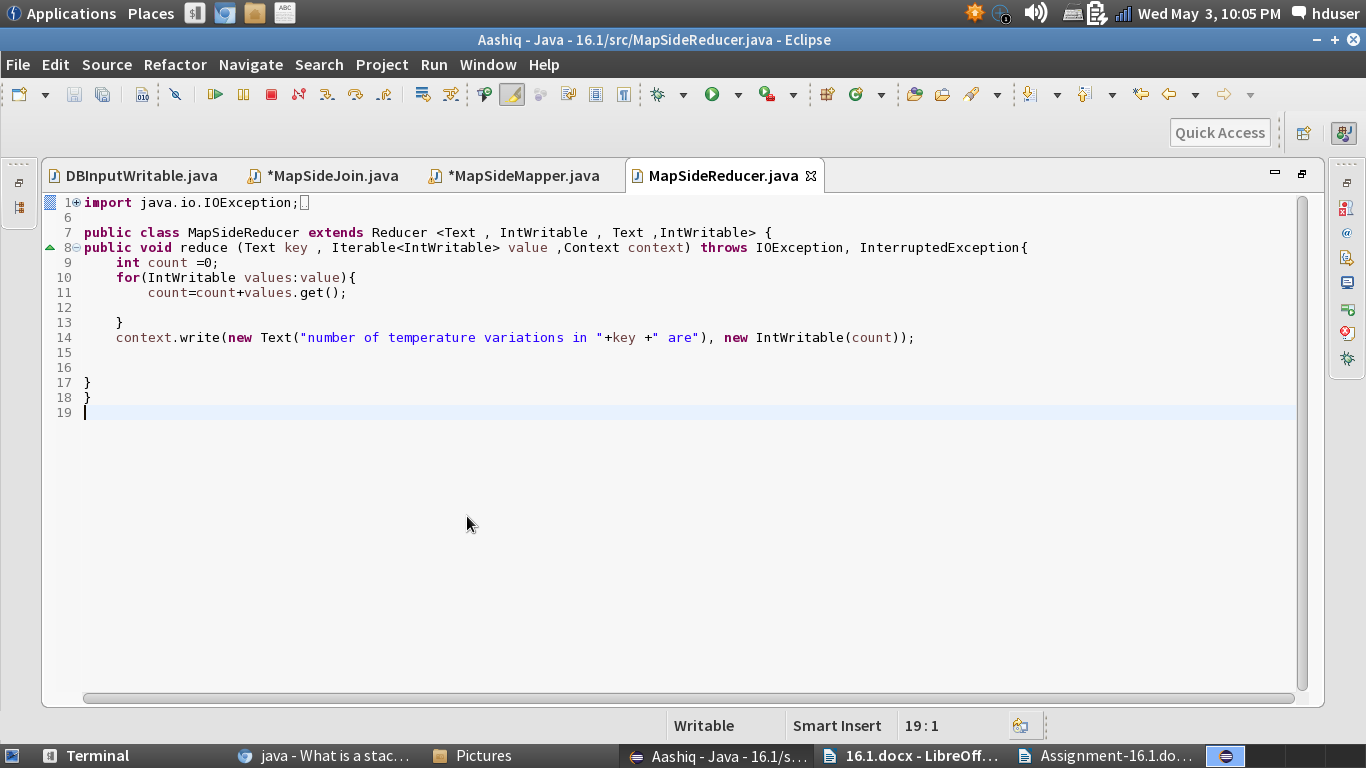 Applications Places Wed May 3, 10:05 PM hduser
Aashiq - Java - 16.1/src/MapSideReducer.java - Eclipse
File Edit Source Refactor Navigate Search Project Run Window Help
Quick Access
DBInputWritable.java *MapSideJoin.java *MapSideMapper.java MapSideReducer.java
1 import java.io.IOException;
6
7 public class MapSideReducer extends Reducer <Text , IntWritable , Text ,IntWritable> {
8 public void reduce (Text key , Iterable<IntWritable> value ,Context context) throws IOException, InterruptedException{
9 int count =0;
10 for(IntWritable values:value){
11 count=count+values.get();
12
13 }
14 context.write(new Text("number of temperature variations in "+key +" are"), new IntWritable(count));
15
16
17 }
18 }
19
Writable Smart Insert 19 : 1
Terminal java - What is a stac... Pictures Aashiq - Java - 16.1/s... 16.1.docx - LibreOff... Assignment-16.1.do...